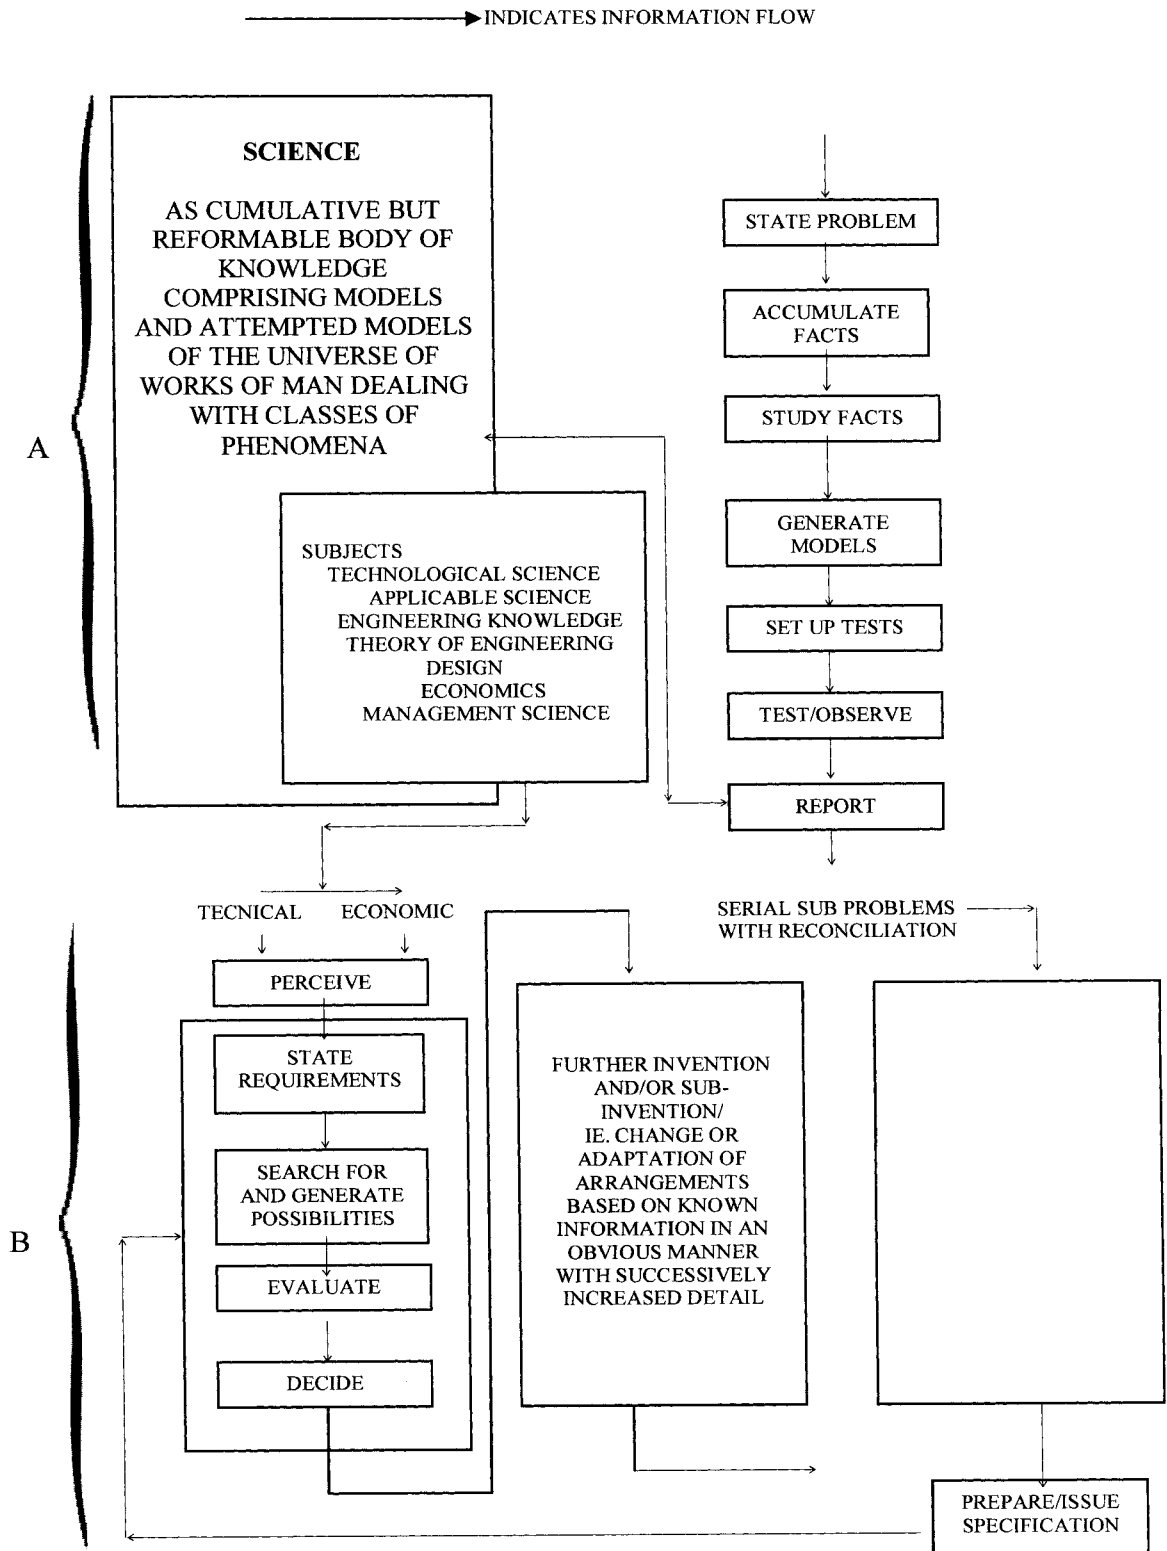 INDICATES INFORMATION FLOW
SCIENCE
AS CUMULATIVE BUT
REFORMABLE BODY OF
KNOWLEDGE
COMPRISING MODELS
AND ATTEMPTED MODELS
OF THE UNIVERSE OF
WORKS OF MAN DEALING
WITH CLASSES OF
PHENOMENA
A
SUBJECTS
TECHNOLOGICAL SCIENCE
APPLICABLE SCIENCE
ENGINEERING KNOWLEDGE
THEORY OF ENGINEERING
DESIGN
ECONOMICS
MANAGEMENT SCIENCE
STATE PROBLEM
ACCUMULATE
FACTS
STUDY FACTS
GENERATE
MODELS
SET UP TESTS
TEST/OBSERVE
REPORT
TECNICAL
ECONOMIC
PERCEIVE
STATE
REQUIREMENTS
SEARCH FOR
AND GENERATE
POSSIBILITIES
EVALUATE
DECIDE
B
FURTHER INVENTION
AND/OR SUB-
INVENTION/
IE. CHANGE OR
ADAPTATION OF
ARRANGEMENTS
BASED ON KNOWN
INFORMATION IN AN
OBVIOUS MANNER
WITH SUCCESSIVELY
INCREASED DETAIL
SERIAL SUB PROBLEMS
WITH RECONCILIATION
PREPARE/ISSUE
SPECIFICATION